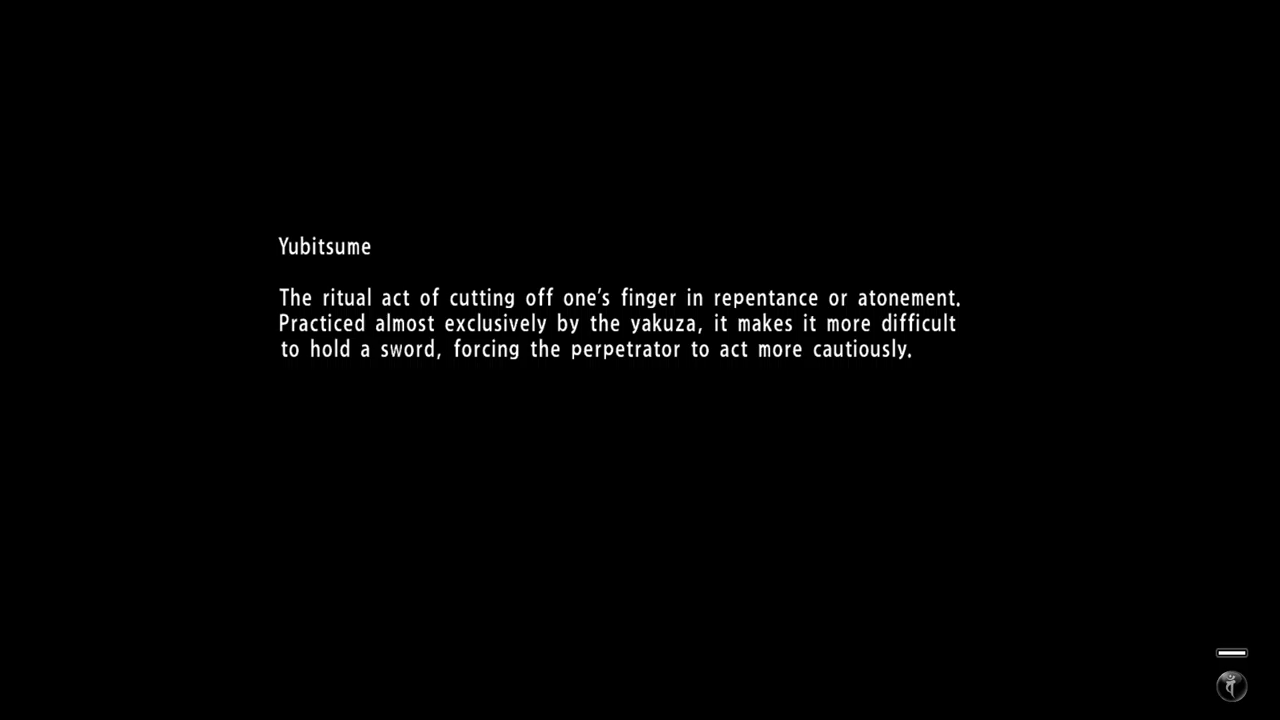 Yubitsume
The ritual act of cutting off one's finger in repentance or atonement.
Practiced almost exclusively by the yakuza, it makes it more difficult
to hold a sword, forcing the perpetrator to act more cautiously.